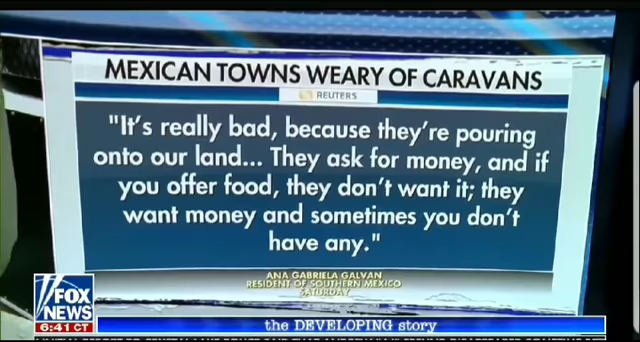 MEXICAN TOWNS WEARY OF CARAVANS
REUTERS
"It's really bad, because they're pouring
onto our land... They ask for money, and if
you offer food, they don't want it; they
want money and sometimes you don't
have any."
ANA GABRIELA GALVAN
RESIDENT OF SOUTHERN MEXICO
SATURDAY
FOX
NEWS
6:41 CT
the DEVELOPING story